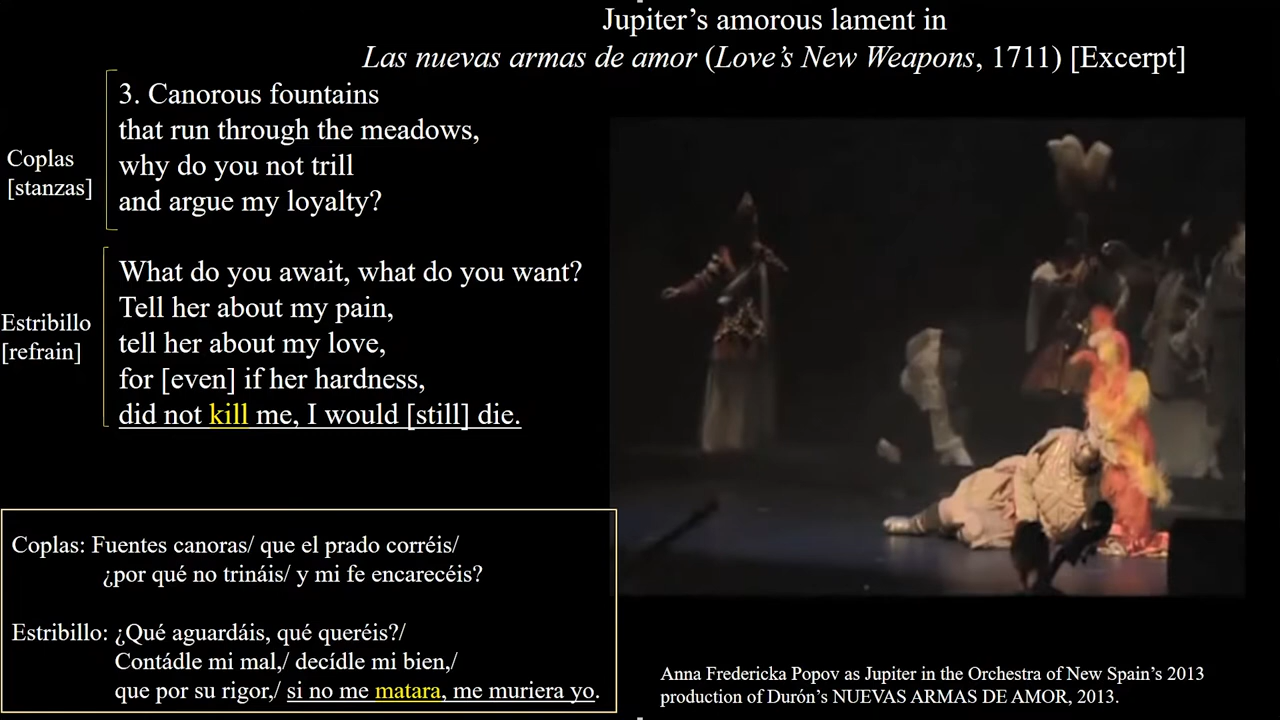 Jupiter’s amorous lament in
Las nuevas armas de amor (Love’s New Weapons, 1711) [Excerpt]
Coplas
[stanzas]
3. Canorous fountains
that run through the meadows,
why do you not trill
and argue my loyalty?
Estribillo
[refrain]
What do you await, what do you want?
Tell her about my pain,
tell her about my love,
for [even] if her hardness,
did not kill me, I would [still] die.
Coplas: Fuentes canoras/ que el prado corréis/
¿por qué no trináis/ y mi fe encarecéis?
Estribillo: ¿Qué aguardáis, qué queréis?/
Contádle mi mal,/ decídle mi bien,/
que por su rigor,/ si no me matara, me muriera yo.
Anna Fredericka Popov as Jupiter in the Orchestra of New Spain’s 2013
production of Durón’s NUEVAS ARMAS DE AMOR, 2013.